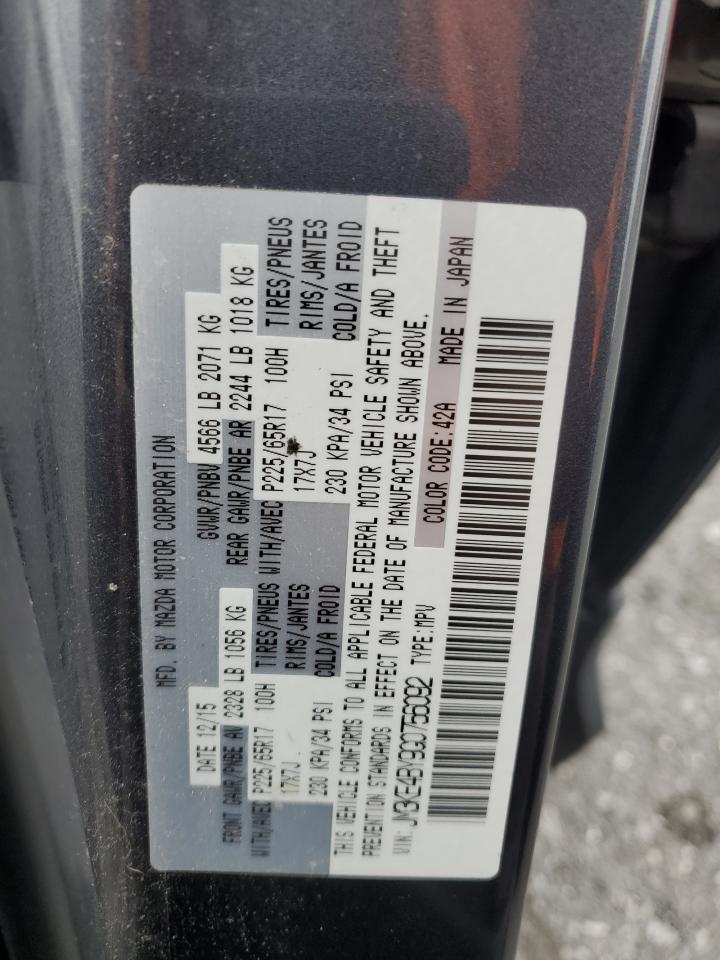 MFD. BY MAZDA MOTOR CORPORATION
DATE 12/15 GVWR/PNBV 4566 LB 2071 KG
FRONT GAWR/PNBE AV 2328 LB 1056 KG REAR GAWR/PNBE AR 2244 LB 1018 KG
WITH/AVEC P225/65R17 100H TIRES/PNEUS WITH/AVEC P225/65R17 100H TIRES/PNEUS
17X7J RIMS/JANTES 17X7J RIMS/JANTES
230 KPA/34 PSI COLD/A FROID 230 KPA/34 PSI COLD/A FROID
THIS VEHICLE CONFORMS TO ALL APPLICABLE FEDERAL MOTOR VEHICLE SAFETY AND THEFT
PREVENTION STANDARDS IN EFFECT ON THE DATE OF MANUFACTURE SHOWN ABOVE.
VIN: JM3KE4BY9G0756092 TYPE:MPV COLOR CODE:42A MADE IN JAPAN